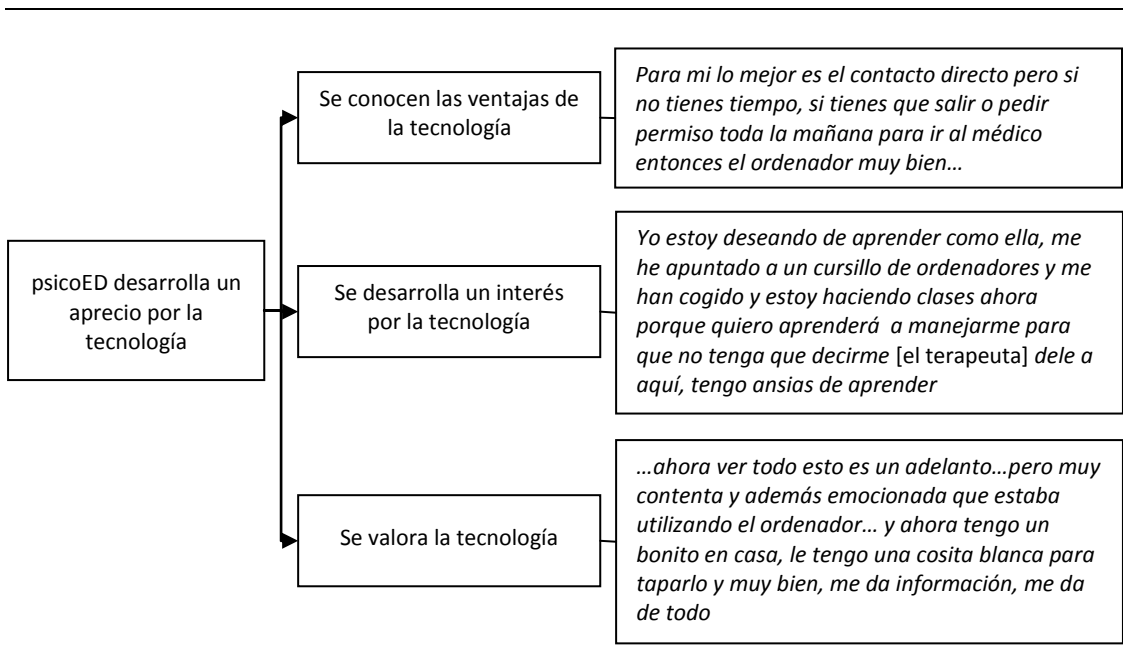 Se conocen las ventajas de
la tecnología
Para mi lo mejor es el contacto directo pero si
no tienes tiempo, si tienes que salir o pedir
permiso toda la mañana para ir al médico
entonces el ordenador muy bien…
psicoED desarrolla un
aprecio por la
tecnología
Se desarrolla un interés
por la tecnología
Yo estoy deseando de aprender como ella, me
he apuntado a un cursillo de ordenadores y me
han cogido y estoy haciendo clases ahora
porque quiero aprenderá  a manejarme para
que no tenga que decirme [el terapeuta] dele a
aquí, tengo ansias de aprender
Se valora la tecnología
…ahora ver todo esto es un adelanto…pero muy
contenta y además emocionada que estaba
utilizando el ordenador… y ahora tengo un
bonito en casa, le tengo una cosita blanca para
taparlo y muy bien, me da información, me da
de todo